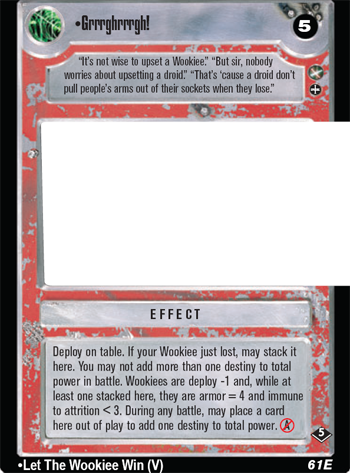 •Grrrghrrrgh!
5
"It's not wise to upset a Wookiee." "But sir, nobody
worries about upsetting a droid." "That's 'cause a droid don't
pull people's arms out of their sockets when they lose."
EFFECT
Deploy on table. If your Wookiee just lost, may stack it
here. You may not add more than one destiny to total
power in battle. Wookiees are deploy -1 and, while at
least one stacked here, they are armor = 4 and immune
to attrition < 3. During any battle, may place a card
here out of play to add one destiny to total power. A
5
•Let The Wookiee Win (V)
61E